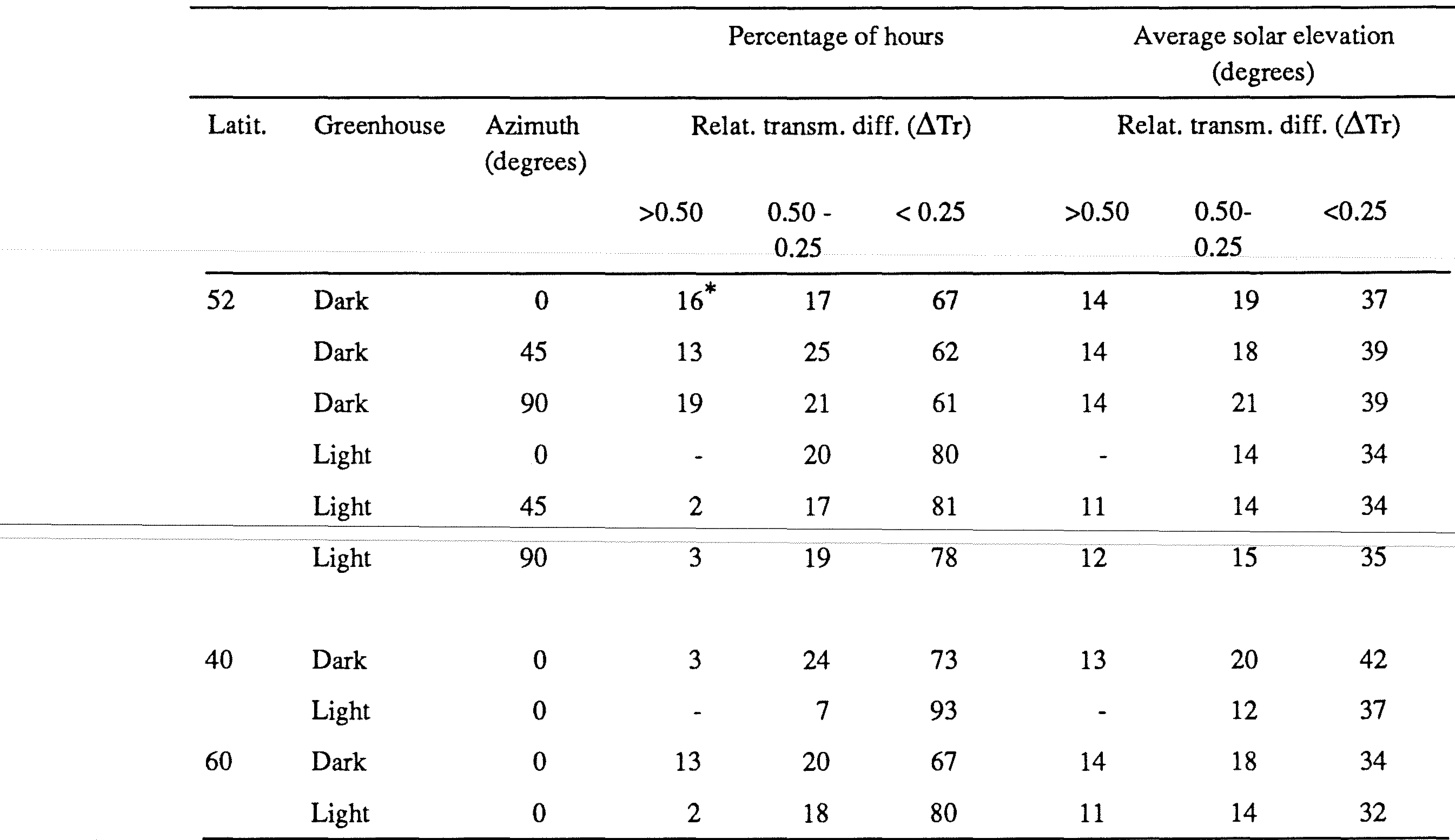 Percentage of hours Average solar elevation
(degrees)
Latit. Greenhouse Azimuth Relat. transm. diff. (ΔTr) Relat. transm. diff. (ΔTr)
(degrees)
>0.50 0.50 - < 0.25 >0.50 0.50- <0.25
0.25 0.25
52 Dark 0 16* 17 67 14 19 37
Dark 45 13 25 62 14 18 39
Dark 90 19 21 61 14 21 39
Light 0 - 20 80 - 14 34
Light 45 2 17 81 11 14 34
Light 90 3 19 78 12 15 35
40 Dark 0 3 24 73 13 20 42
Light 0 - 7 93 - 12 37
60 Dark 0 13 20 67 14 18 34
Light 0 2 18 80 11 14 32